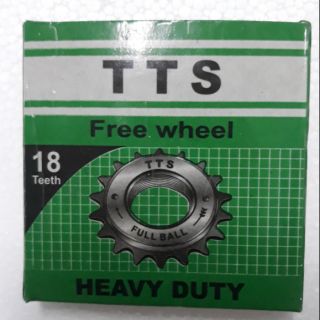 TTS
Free wheel
18
Teeth
TTS
FULL BALL
HEAVY DUTY